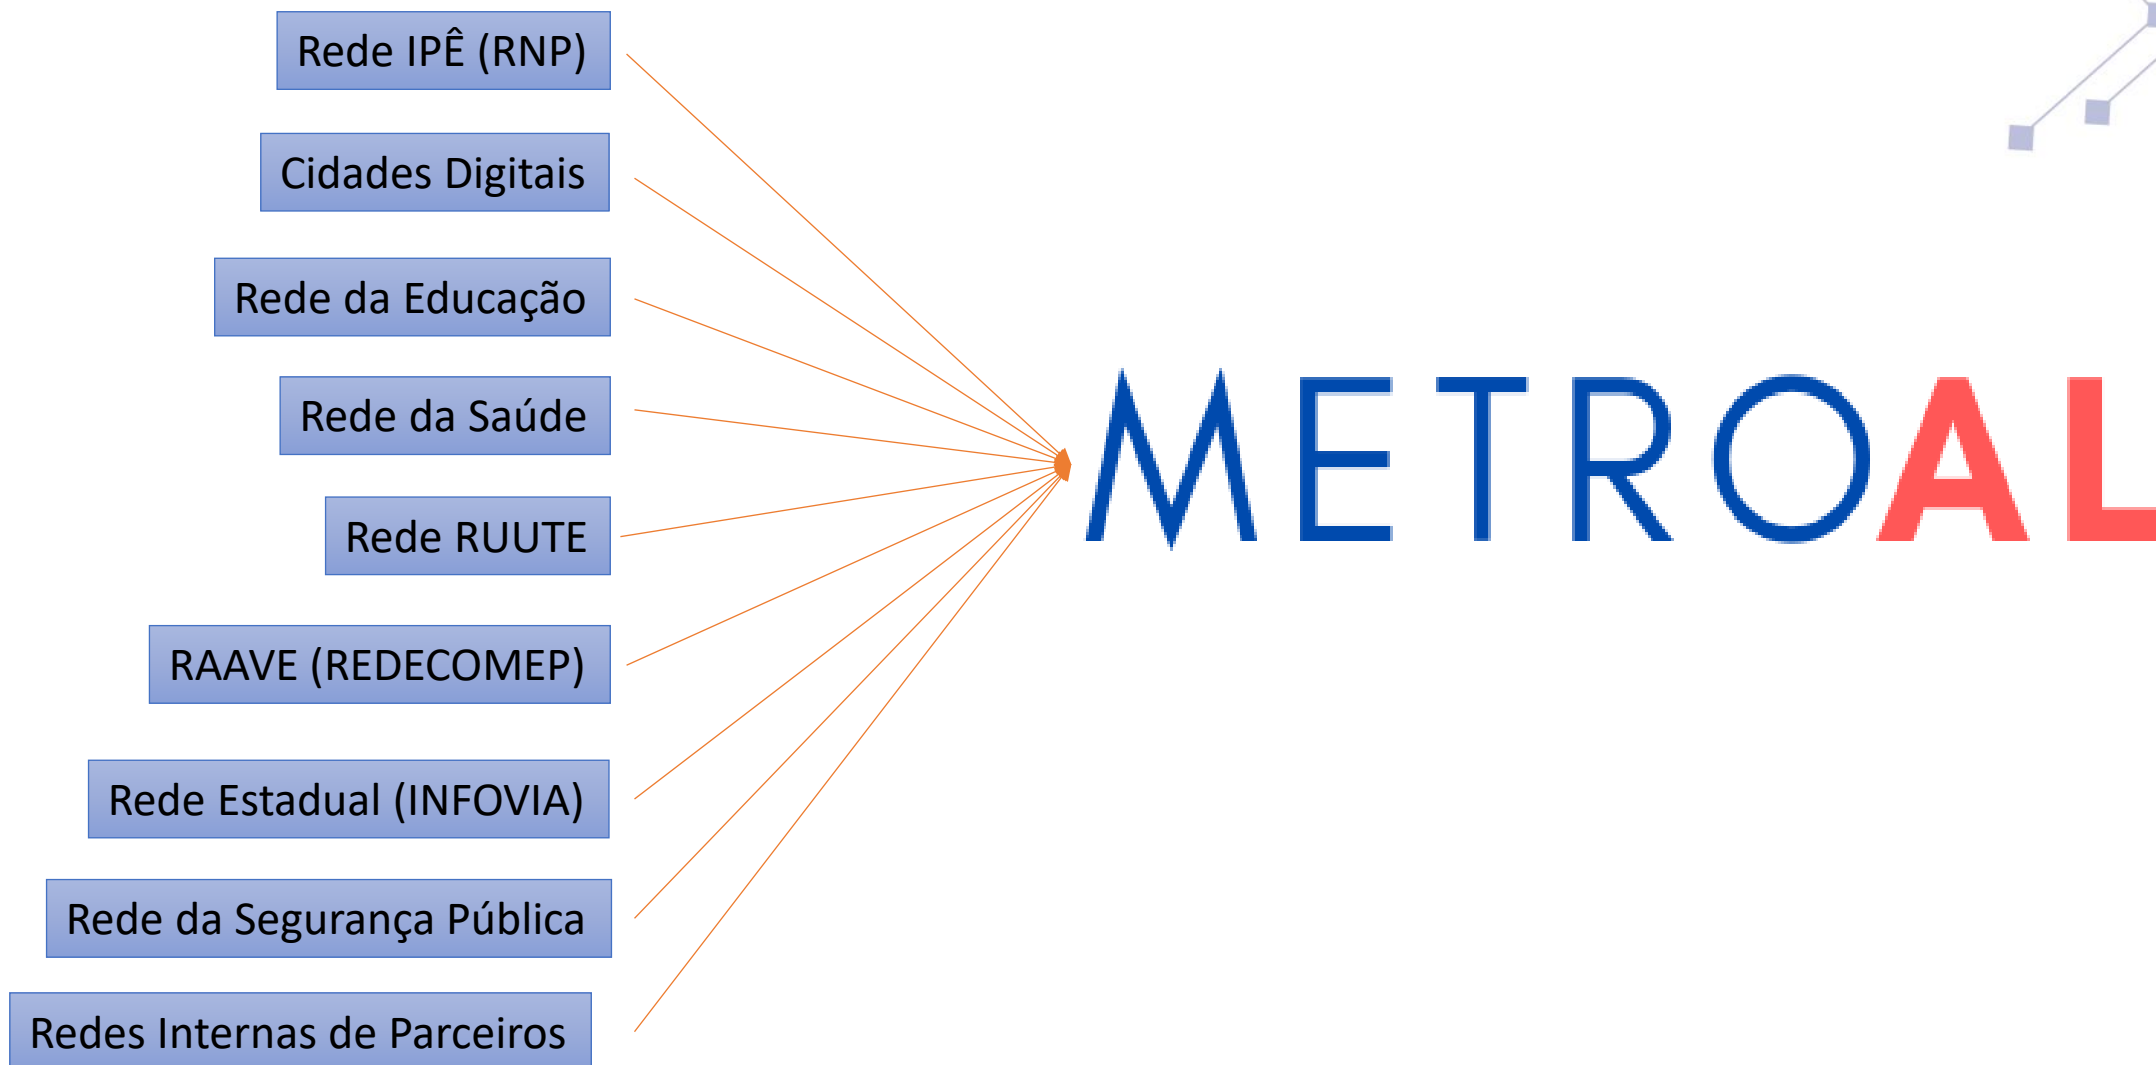 Rede IPÊ (RNP)
Cidades Digitais
Rede da Educação
Rede da Saúde
Rede RUUTE
RAAVE (REDECOMEP)
Rede Estadual (INFOVIA)
Rede da Segurança Pública
Redes Internas de Parceiros
METROAL